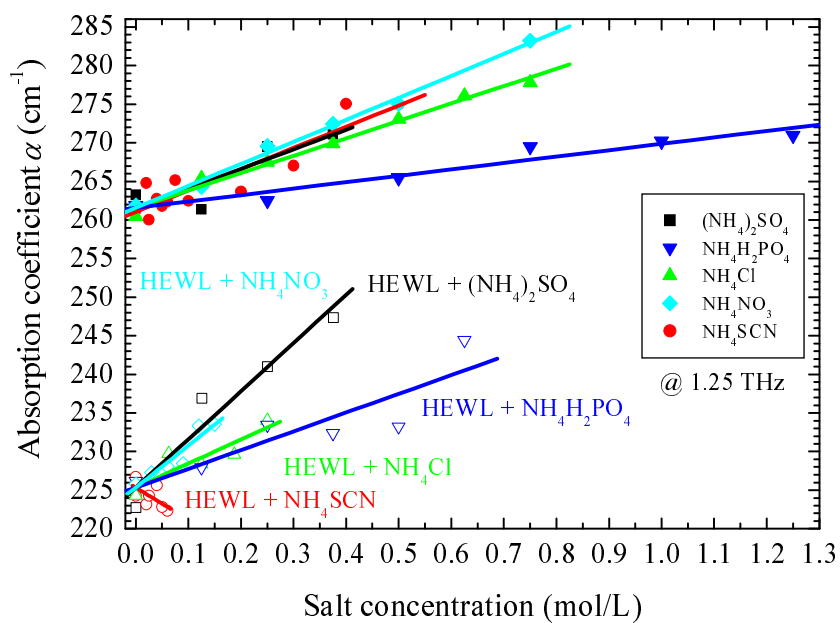 285
280
275
270
265
260
255
250
245
240
235
230
225
220
Absorption coefficient α (cm⁻¹)
HEWL + NH₄NO₃
HEWL + (NH₄)₂SO₄
HEWL + NH₄H₂PO₄
HEWL + NH₄Cl
HEWL + NH₄SCN
(NH₄)₂SO₄
NH₄H₂PO₄
NH₄Cl
NH₄NO₃
NH₄SCN
@ 1.25 THz
0.0 0.1 0.2 0.3 0.4 0.5 0.6 0.7 0.8 0.9 1.0 1.1 1.2 1.3
Salt concentration (mol/L)